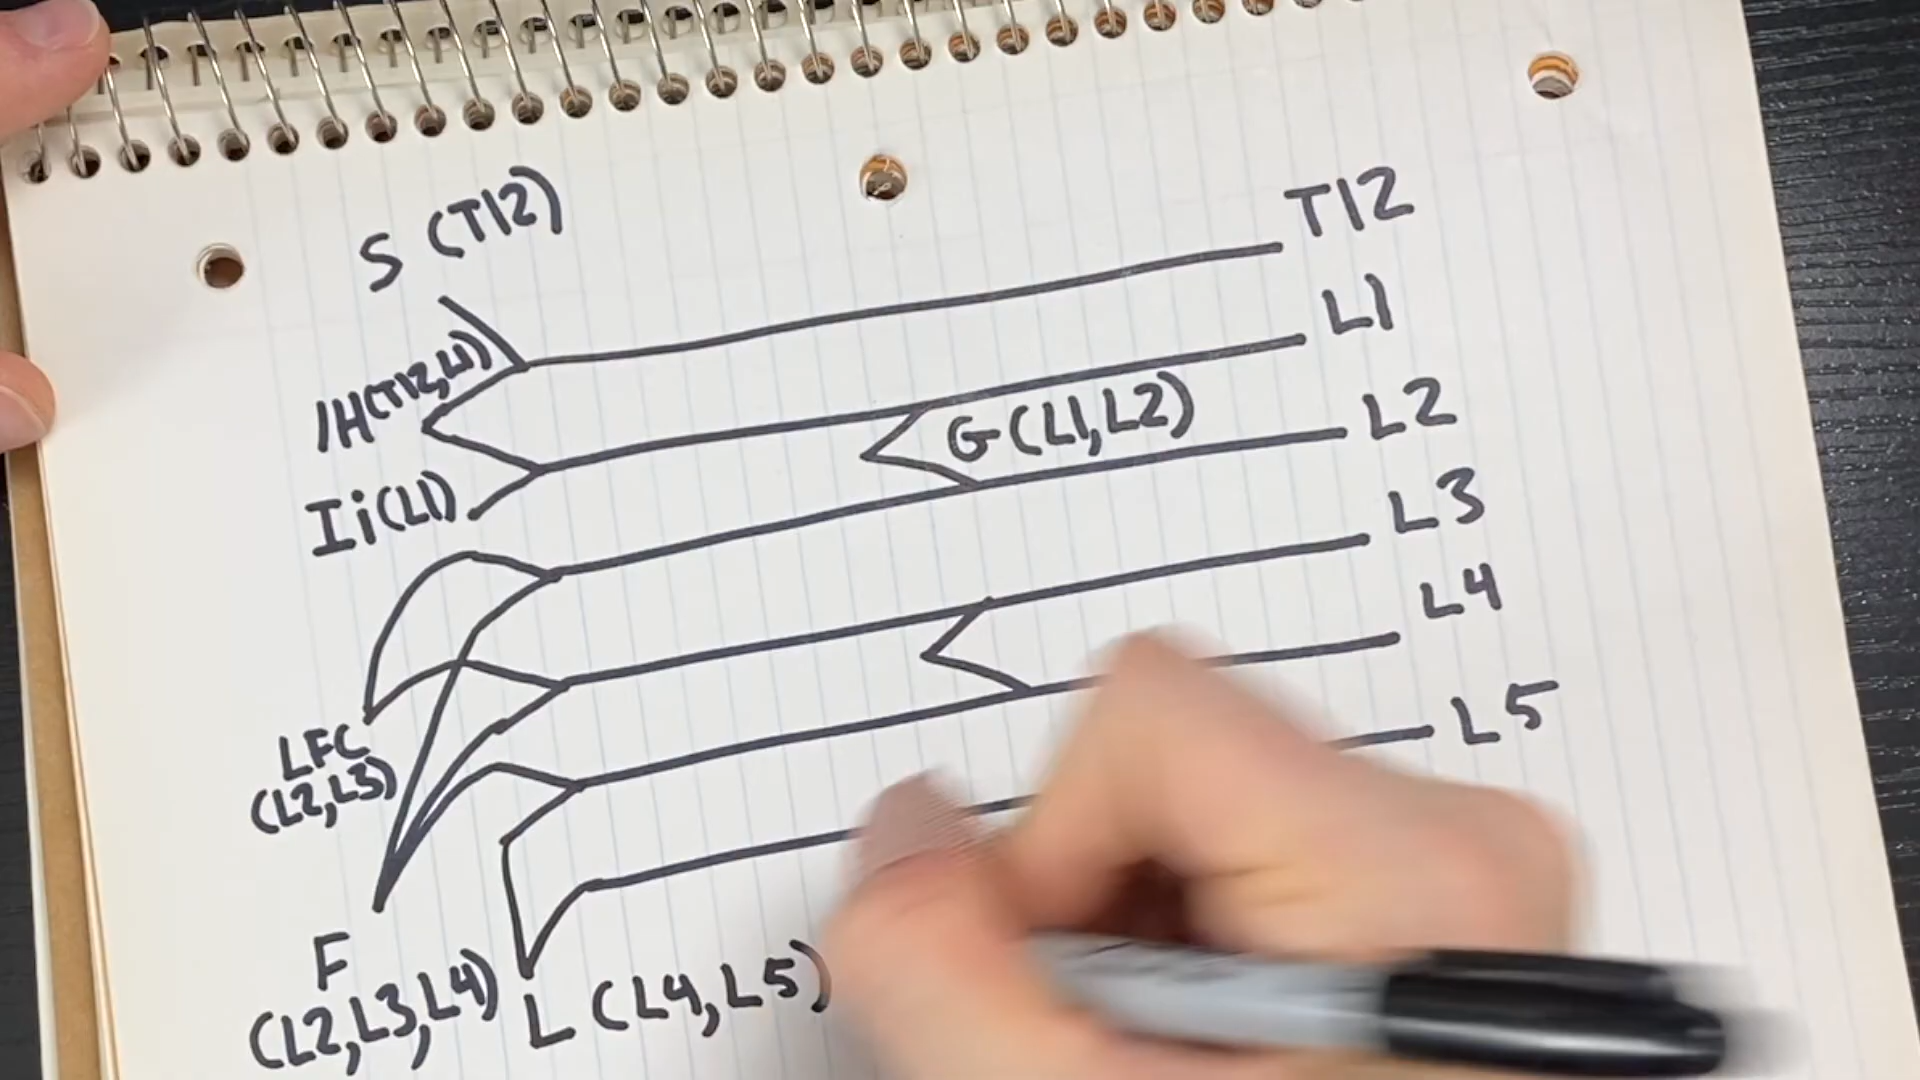 S (T12)
T12
L1
IH(T12,L1)
G(L1,L2)
L2
Ii(L1)
L3
L4
L5
LFC
(L2,L3)
F
(L2,L3,L4)
L (L4,L5)